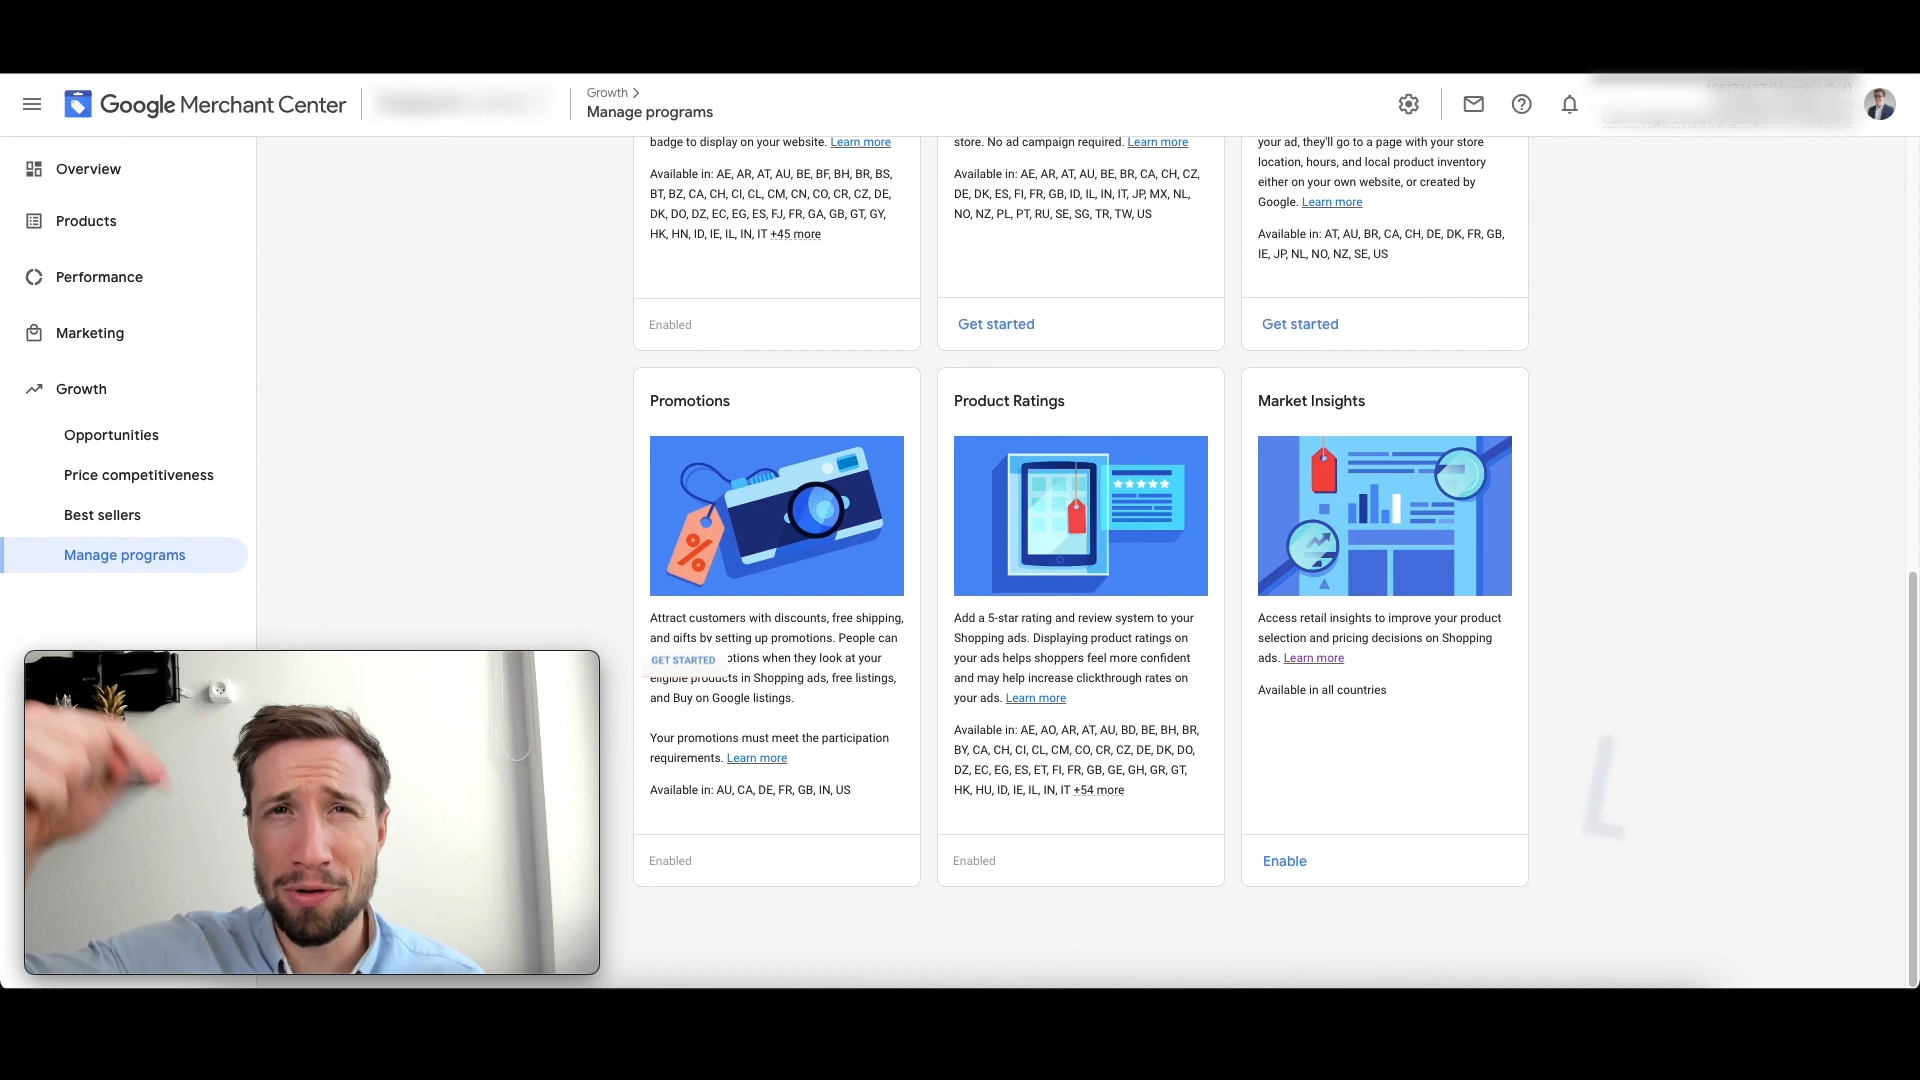 Google Merchant Center
Growth
Manage programs
Overview
Products
Performance
Marketing
Growth
Opportunities
Price competitiveness
Best sellers
Manage programs
badge to display on your website. Learn more
Available in: AE, AR, AT, AU, BE, BF, BH, BR, BS,
BT, BZ, CA, CH, CI, CL, CM, CN, CO, CR, CZ, DE,
DK, DO, DZ, EC, EG, ES, FJ, FR, GA, GB, GT, GY,
HK, HN, ID, IE, IL, IN, IT +45 more
Enabled
store. No ad campaign required. Learn more
Available in: AE, AR, AT, AU, BE, BR, CA, CH, CZ,
DE, DK, ES, FI, FR, GB, ID, IL, IN, IT, JP, MX, NL,
NO, NZ, PL, PT, RU, SE, SG, TR, TW, US
Get started
your ad, they'll go to a page with your store
location, hours, and local product inventory
either on your own website, or created by
Google. Learn more
Available in: AT, AU, BR, CA, CH, DE, DK, FR, GB,
IE, JP, NL, NO, NZ, SE, US
Get started
Promotions
Attract customers with discounts, free shipping,
and gifts by setting up promotions. People can
GET STARTED otions when they look at your
eligible products in Shopping ads, free listings,
and Buy on Google listings.
Your promotions must meet the participation
requirements. Learn more
Available in: AU, CA, DE, FR, GB, IN, US
Enabled
Product Ratings
Add a 5-star rating and review system to your
Shopping ads. Displaying product ratings on
your ads helps shoppers feel more confident
and may help increase clickthrough rates on
your ads. Learn more
Available in: AE, AO, AR, AT, AU, BD, BE, BH, BR,
BY, CA, CH, CI, CL, CM, CO, CR, CZ, DE, DK, DO,
DZ, EC, EG, ES, ET, FI, FR, GB, GE, GH, GR, GT,
HK, HU, ID, IE, IL, IN, IT +54 more
Enabled
Market Insights
Access retail insights to improve your product
selection and pricing decisions on Shopping
ads. Learn more
Available in all countries
Enable
L